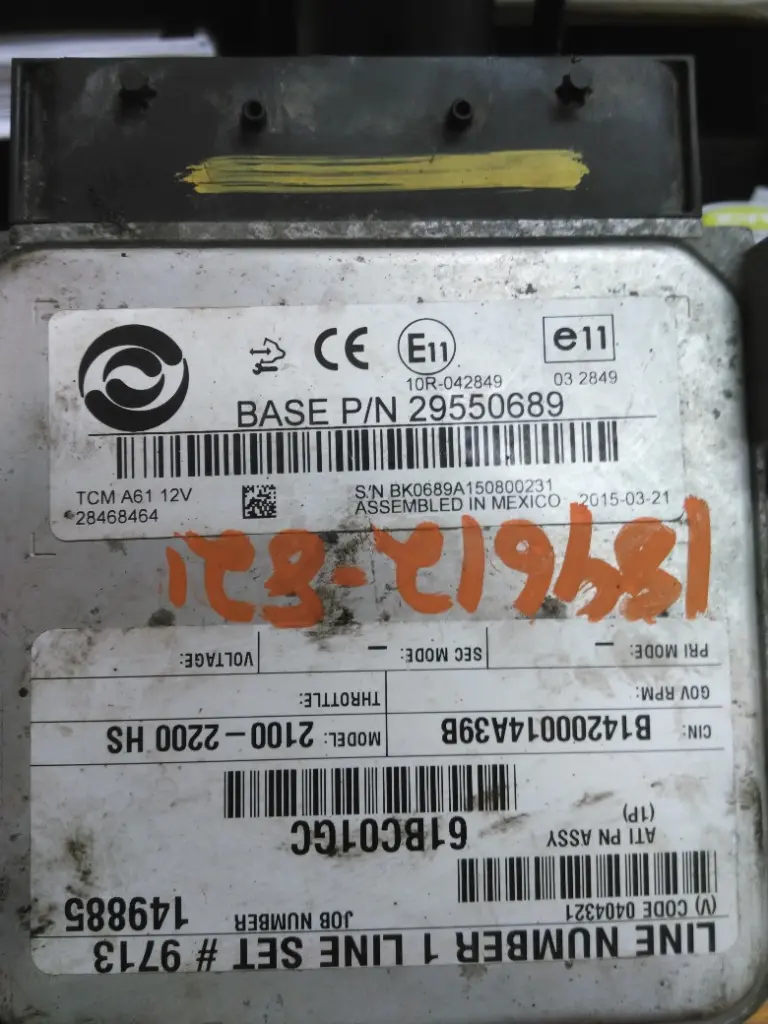 CE E11 e11
10R-042849 03 2849
BASE P/N 29550689
TCM A61 12V S/N BK0689A150800231
28468464 ASSEMBLED IN MEXICO 2015-03-21
LINE NUMBER 1 LINE SET # 9713
(V) CODE 0404321 JOB NUMBER 149885
ATI PN ASSY 61BC01GC
(1P)
CIN: B14200014A39B MODEL: 2100-2200 HS
GOV RPM: THROTTLE:
PRI MODE: – SEC MODE: – VOLTAGE: